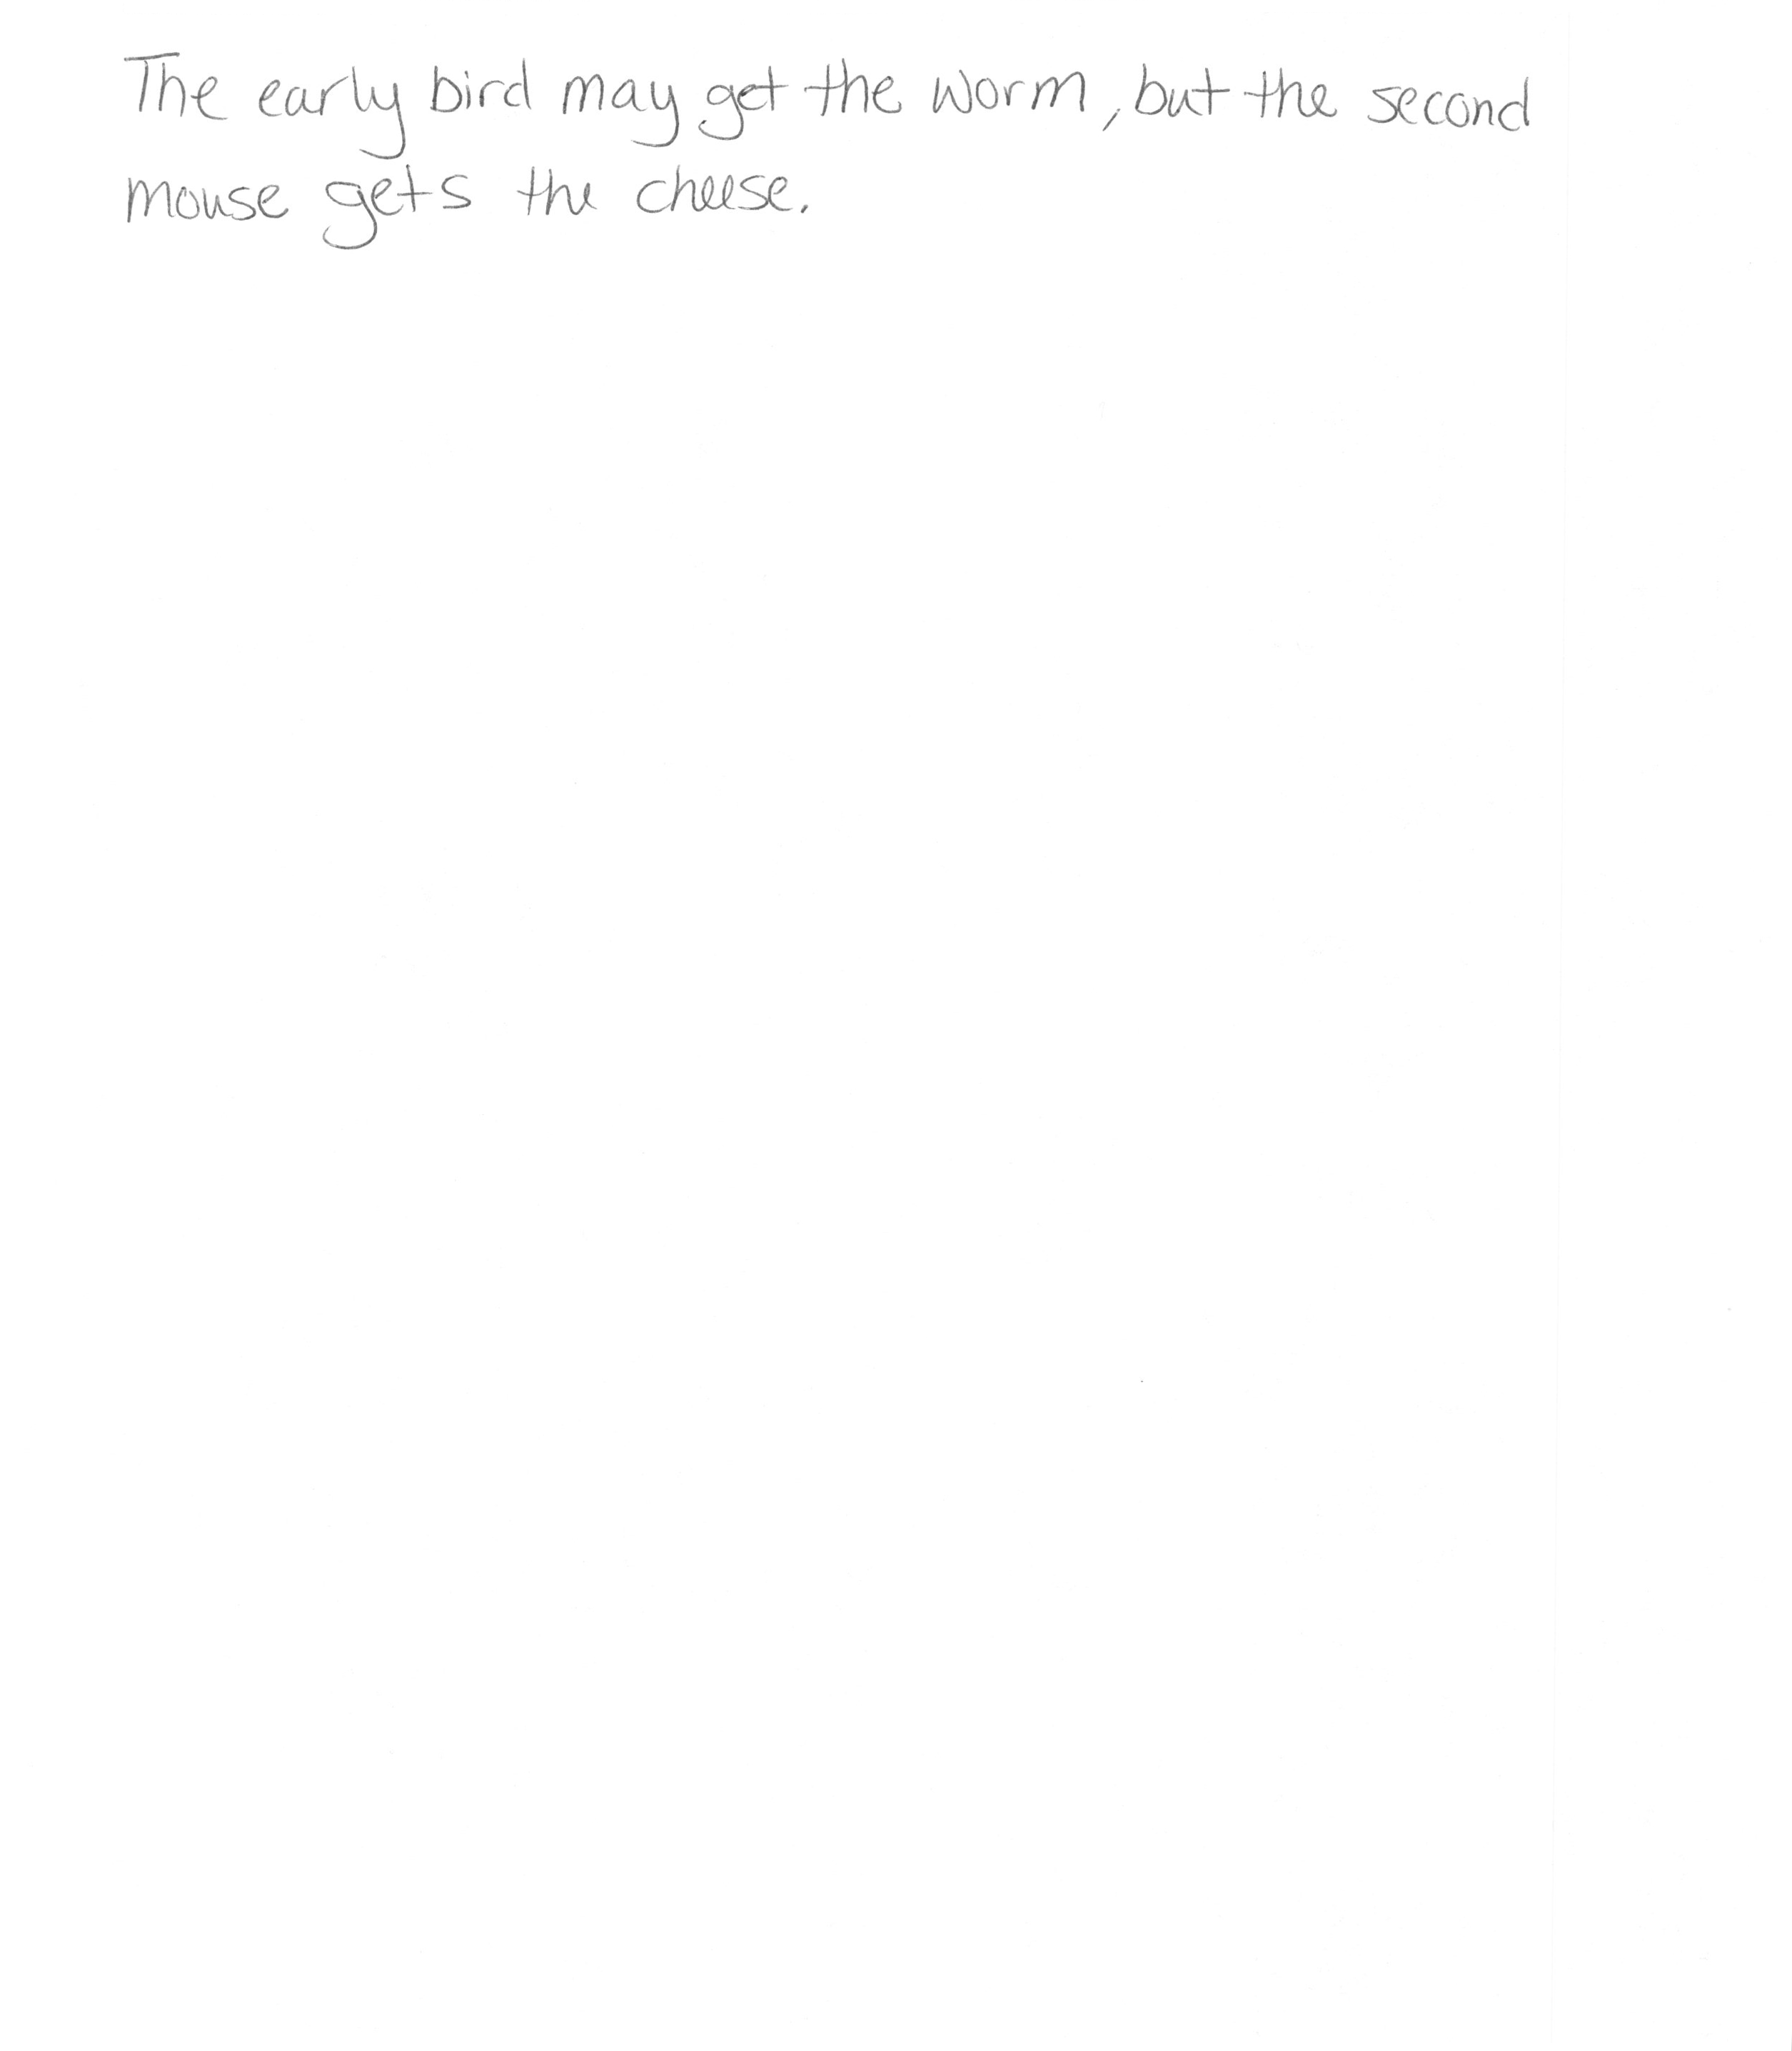 The early bird may get the worm, but the second
mouse gets the cheese.